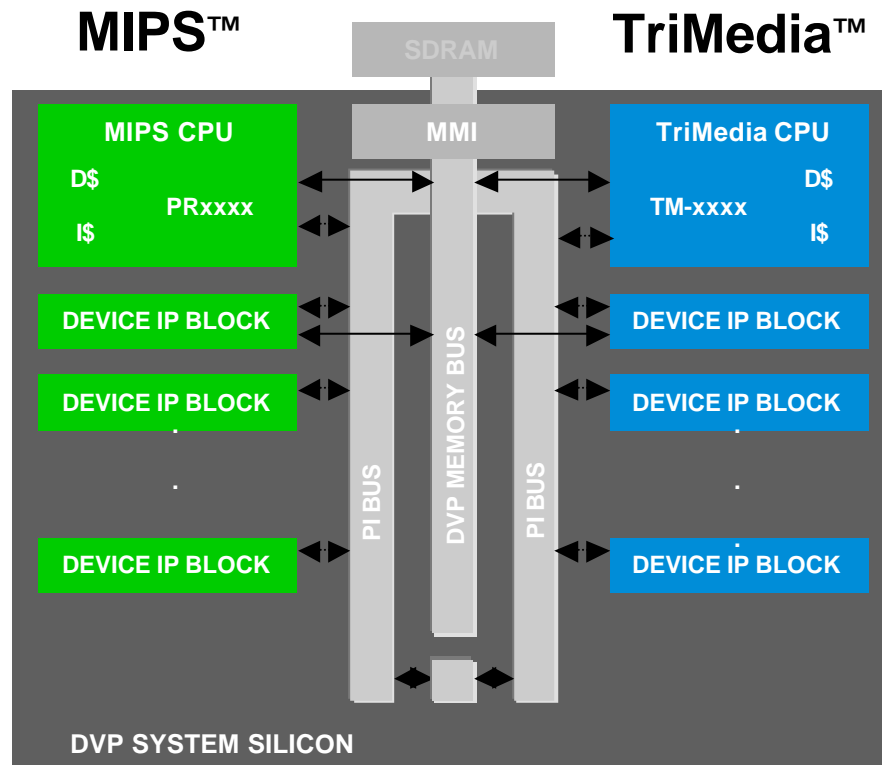 MIPS™
TriMedia™
SDRAM
MIPS CPU
D$
PRxxxx
I$
MMI
TriMedia CPU
D$
TM-xxxx
I$
DEVICE IP BLOCK
DEVICE IP BLOCK
.
.
DEVICE IP BLOCK
PI BUS
DVP MEMORY BUS
PI BUS
DEVICE IP BLOCK
DEVICE IP BLOCK
.
.
.
DEVICE IP BLOCK
DVP SYSTEM SILICON